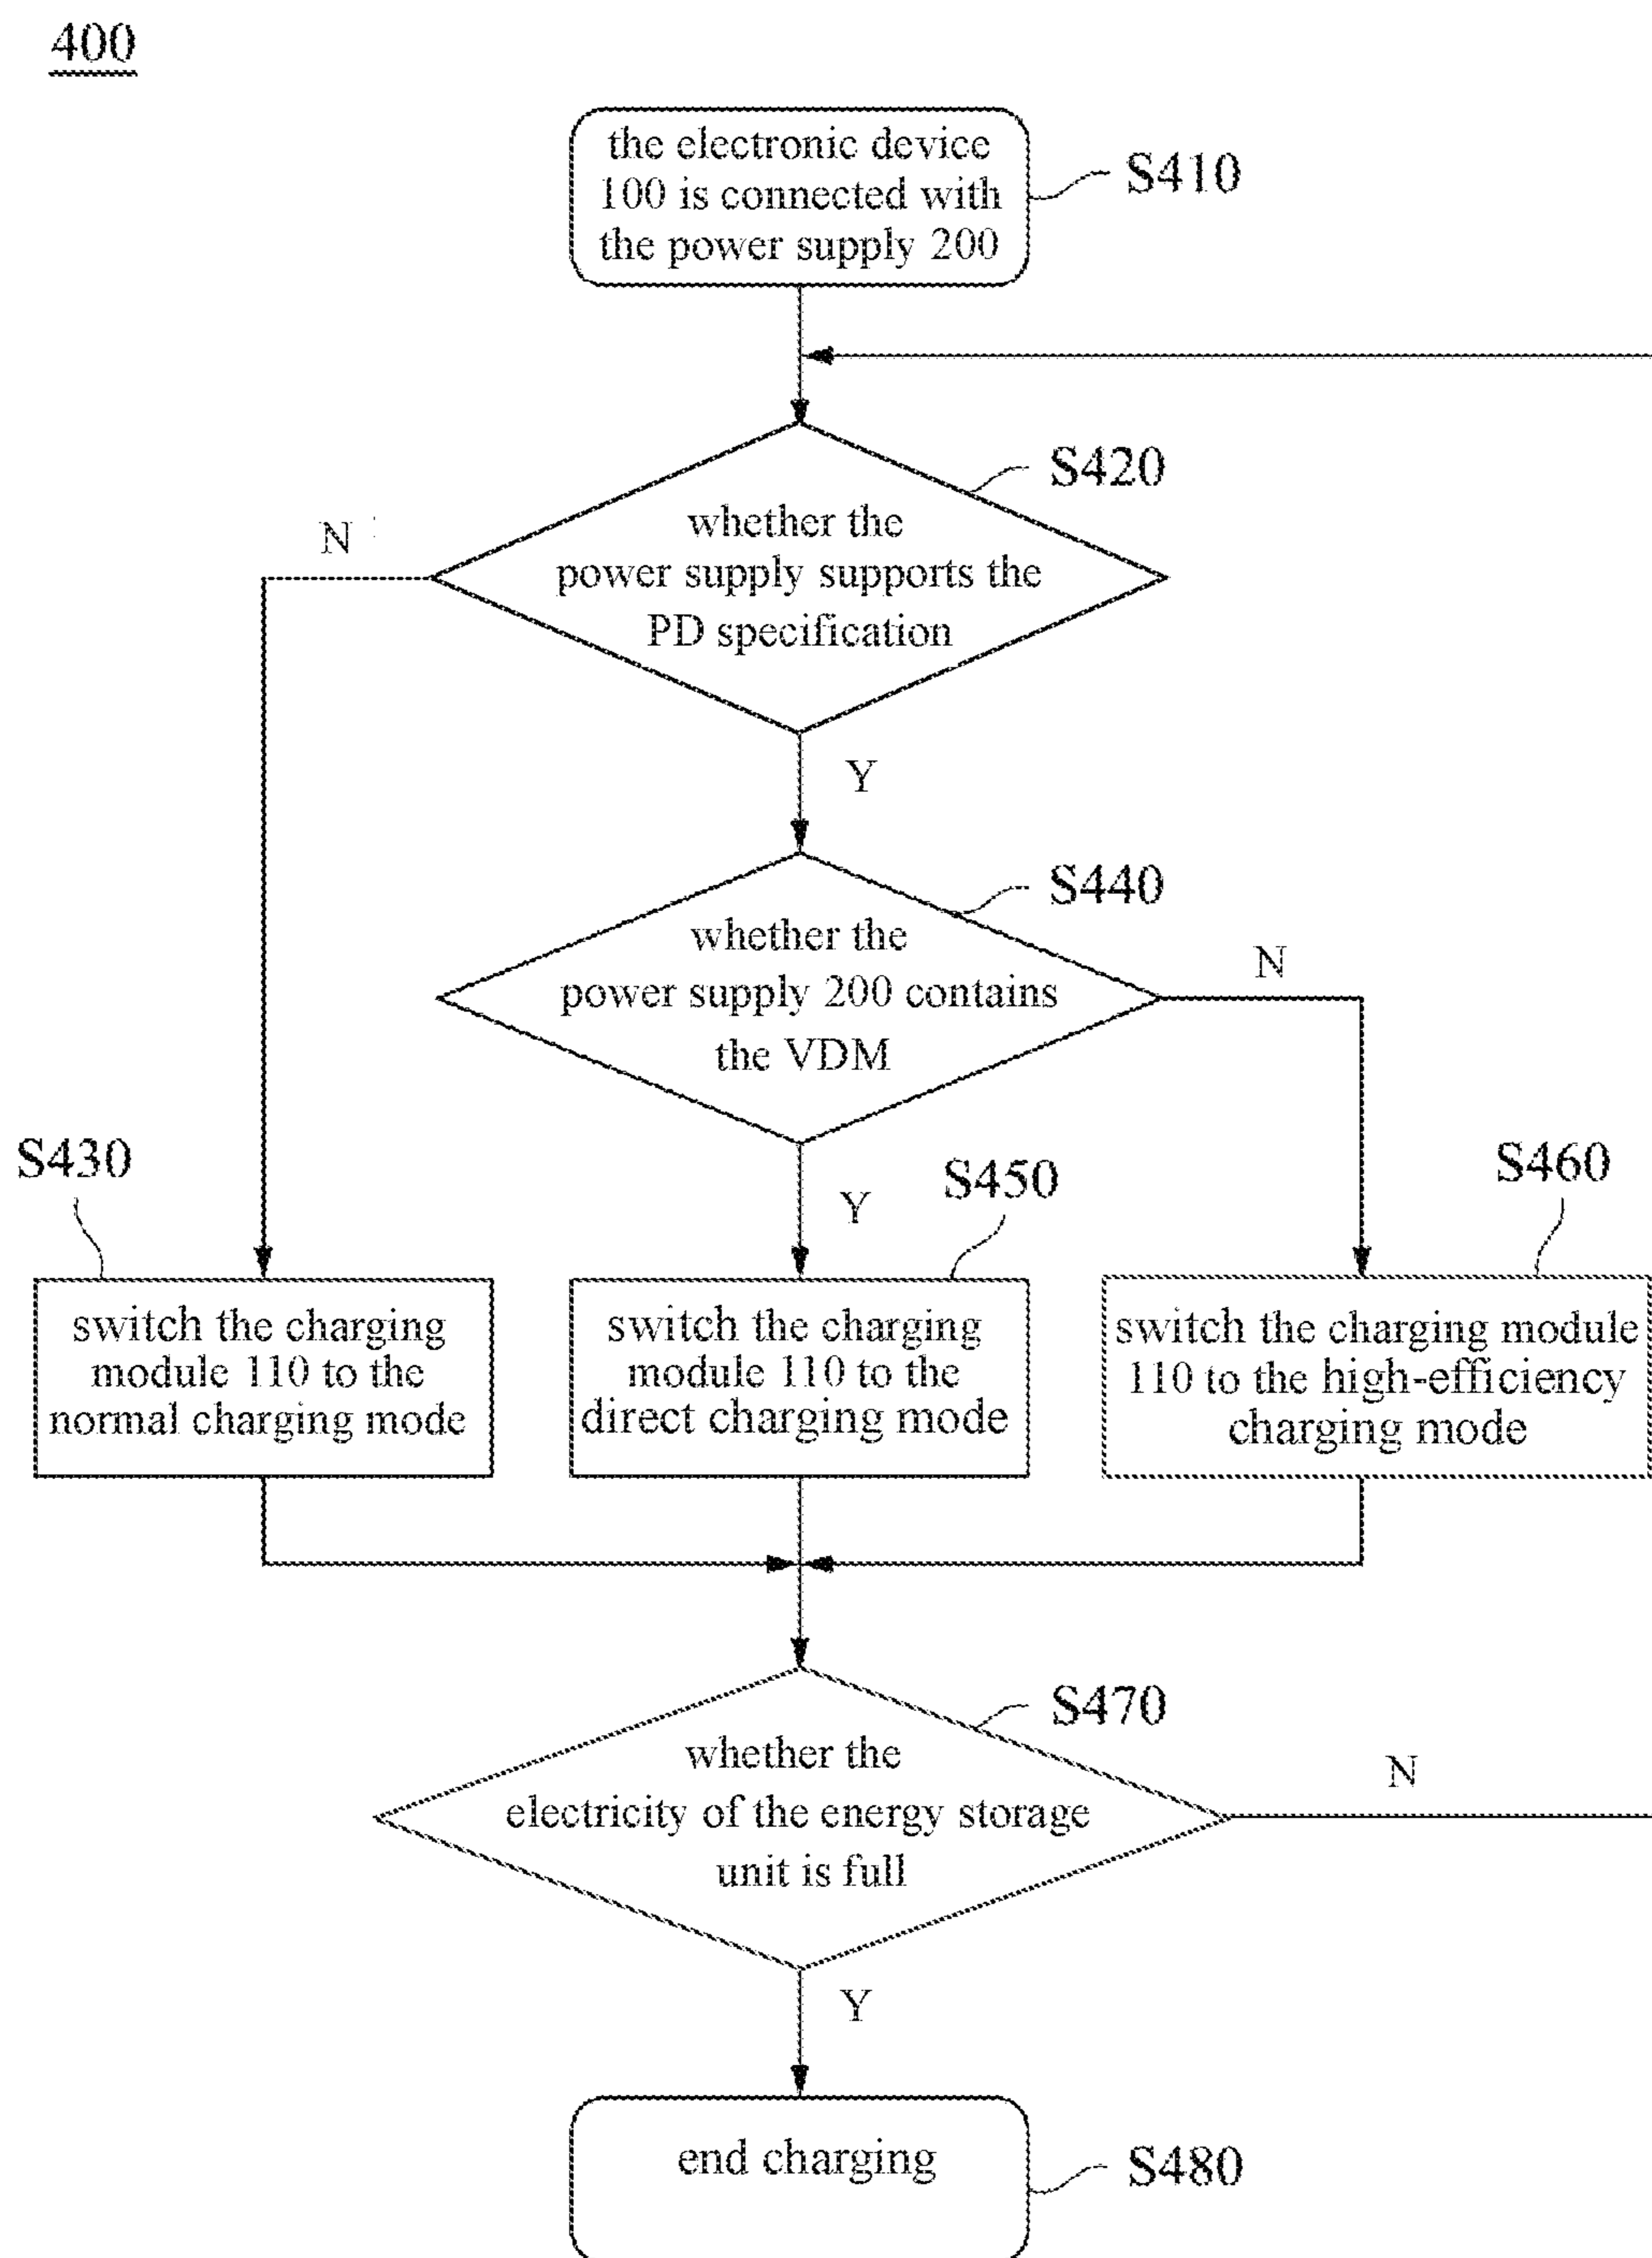 400
the electronic device
100 is connected with
the power supply 200
S410
S420
whether the
power supply supports the
PD specification
N
Y
S440
whether the
power supply 200 contains
the VDM
N
Y
S430
S450
S460
switch the charging
module 110 to the
normal charging mode
switch the charging
module 110 to the
direct charging mode
switch the charging module
110 to the high-efficiency
charging mode
S470
whether the
electricity of the energy storage
unit is full
N
Y
end charging
S480